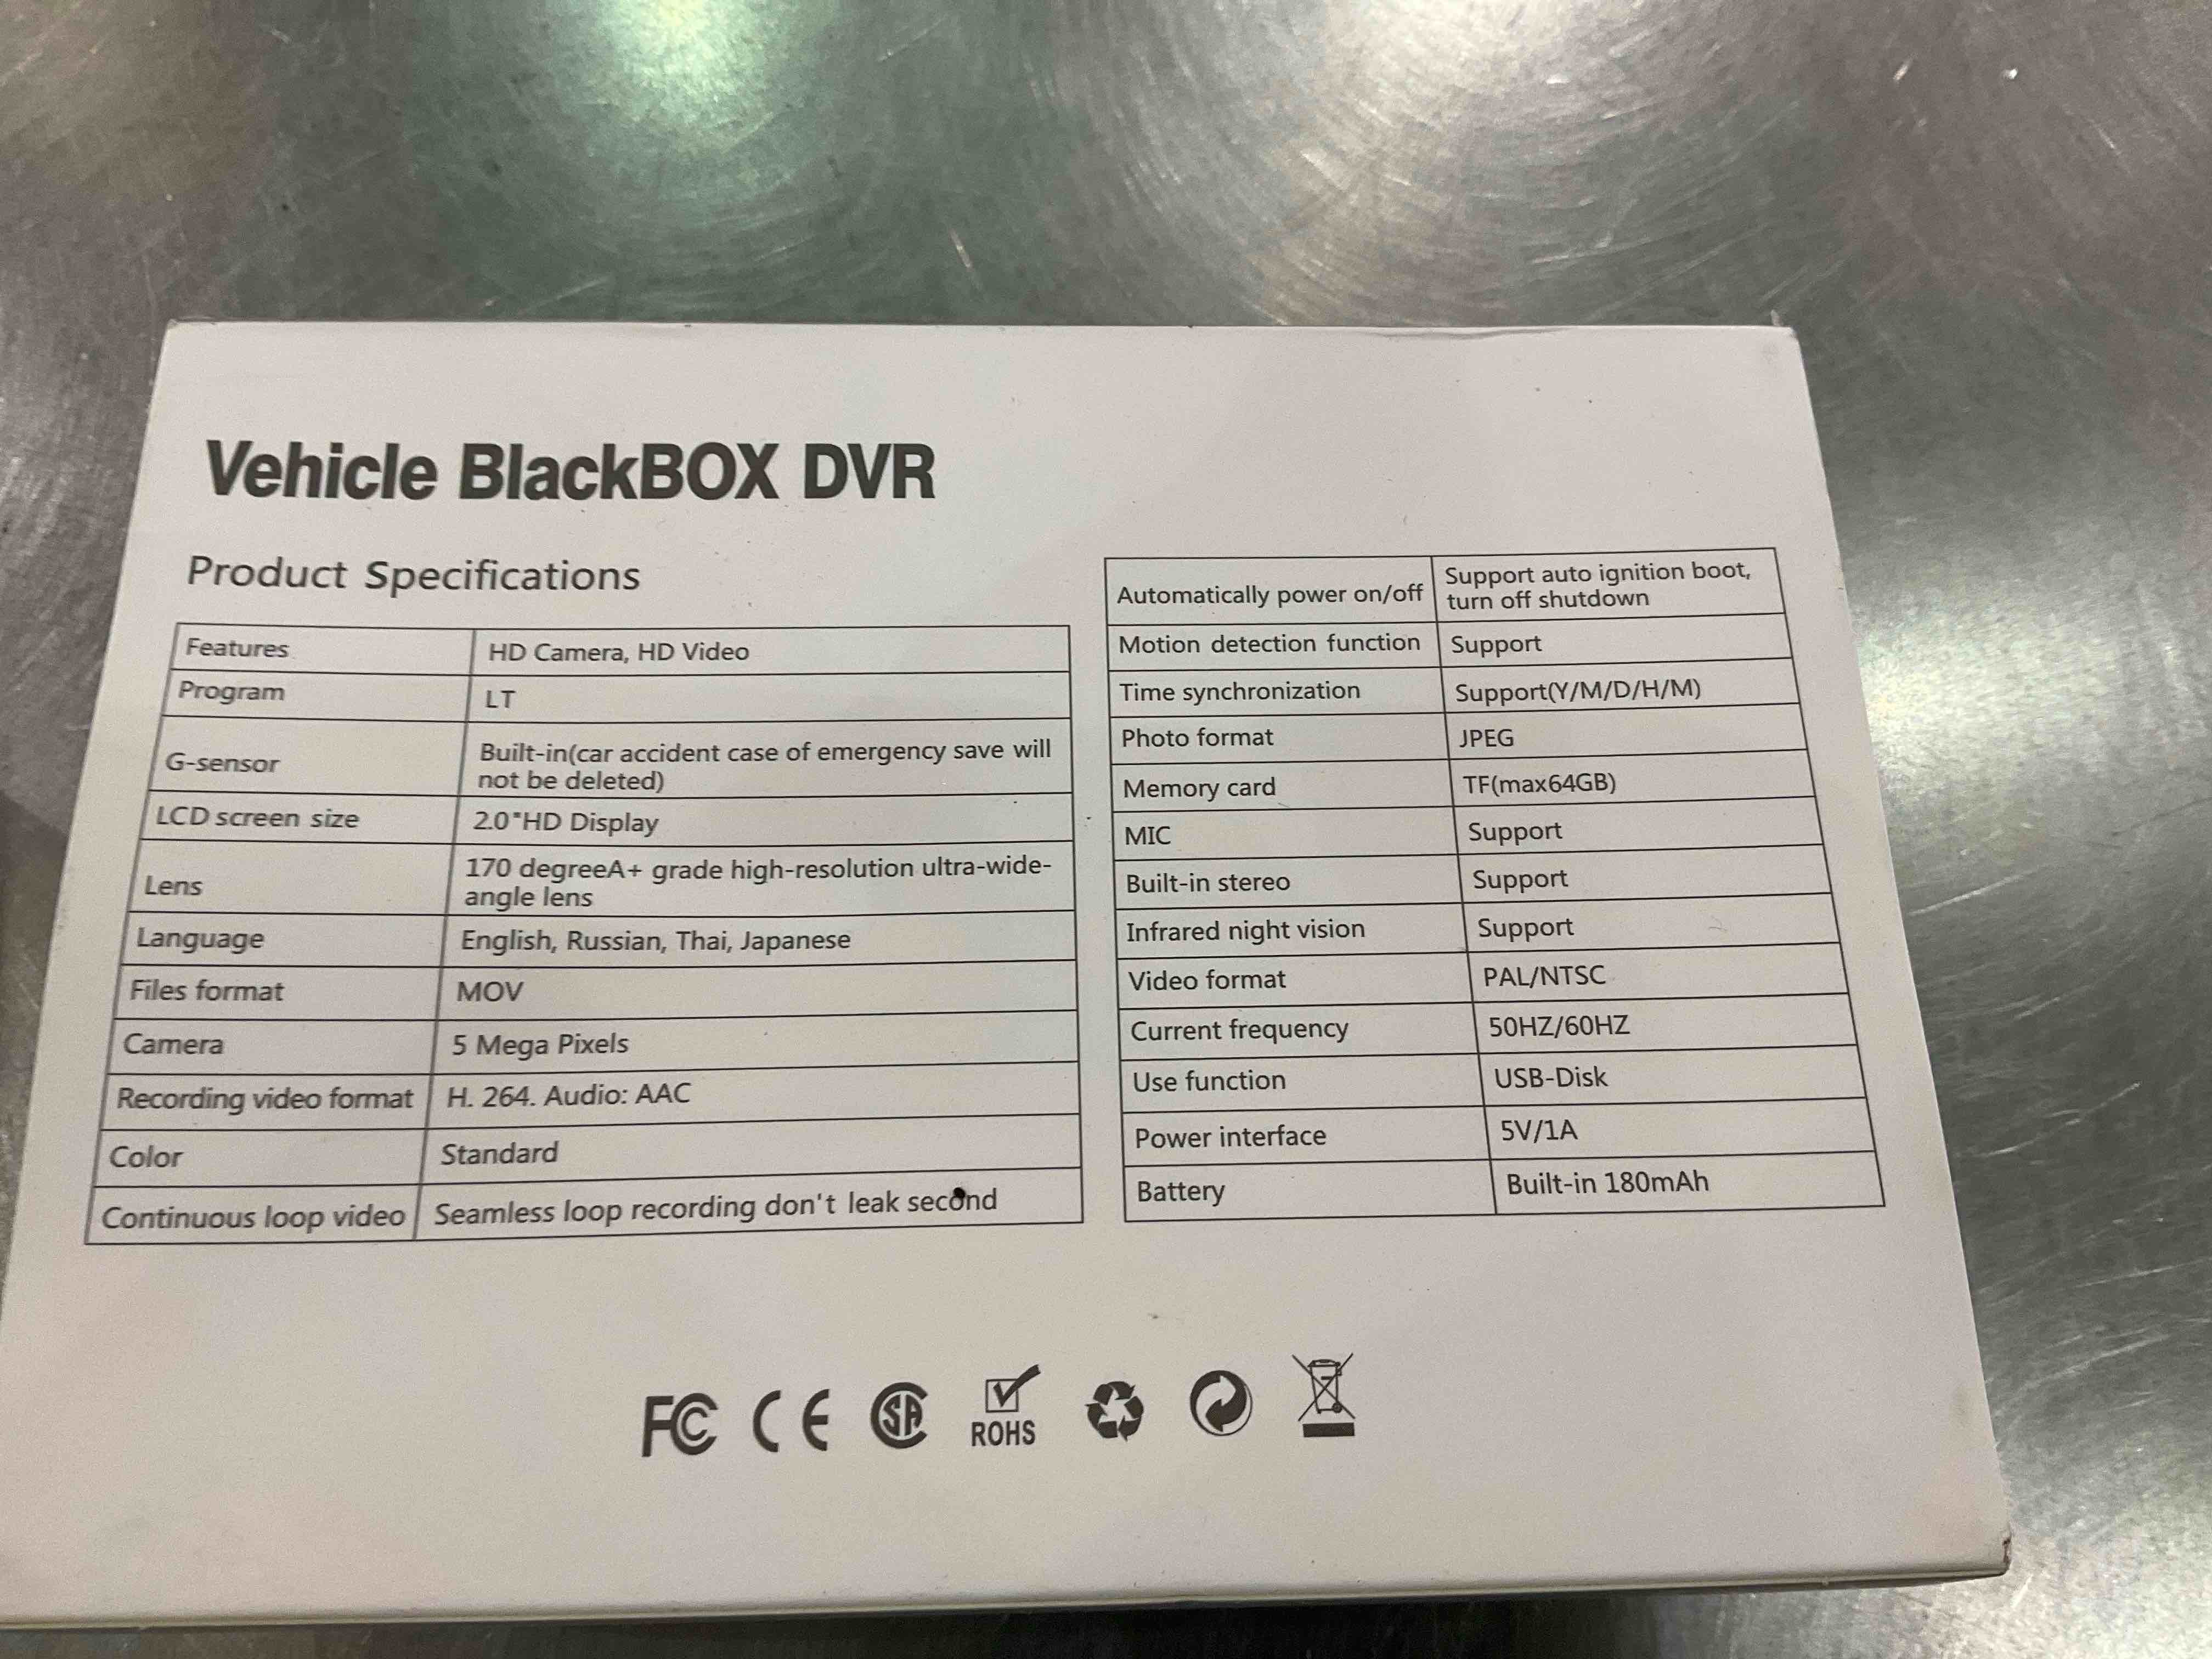 Vehicle BlackBOX DVR
Product Specifications
Features HD Camera, HD Video
Program LT
G-sensor Built-in(car accident case of emergency save will
not be deleted)
LCD screen size 2.0"HD Display
Lens 170 degreeA+ grade high-resolution ultra-wide-
angle lens
Language English, Russian, Thai, Japanese
Files format MOV
Camera 5 Mega Pixels
Recording video format H. 264. Audio: AAC
Color Standard
Continuous loop video Seamless loop recording don't leak second
Automatically power on/off Support auto ignition boot,
turn off shutdown
Motion detection function Support
Time synchronization Support(Y/M/D/H/M)
Photo format JPEG
Memory card TF(max64GB)
MIC Support
Built-in stereo Support
Infrared night vision Support
Video format PAL/NTSC
Current frequency 50HZ/60HZ
Use function USB-Disk
Power interface 5V/1A
Battery Built-in 180mAh
FC CE SA ROHS